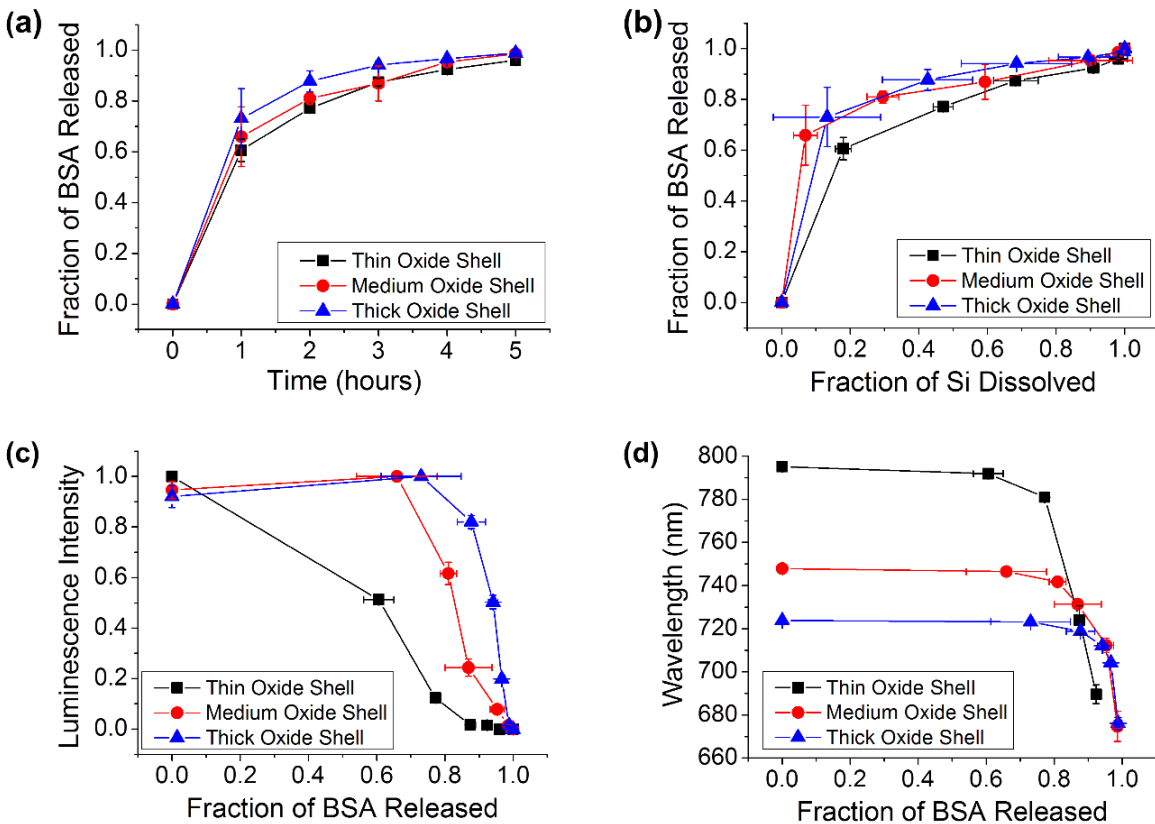 (a)
Fraction of BSA Released
1.0
0.8
0.6
0.4
0.2
0.0
Thin Oxide Shell
Medium Oxide Shell
Thick Oxide Shell
0 1 2 3 4 5
Time (hours)
(b)
Fraction of BSA Released
1.0
0.8
0.6
0.4
0.2
0.0
Thin Oxide Shell
Medium Oxide Shell
Thick Oxide Shell
0.0 0.2 0.4 0.6 0.8 1.0
Fraction of Si Dissolved
(c)
Luminescence Intensity
1.0
0.8
0.6
0.4
0.2
0.0
Thin Oxide Shell
Medium Oxide Shell
Thick Oxide Shell
0.0 0.2 0.4 0.6 0.8 1.0
Fraction of BSA Released
(d)
Wavelength (nm)
800
780
760
740
720
700
680
660
Thin Oxide Shell
Medium Oxide Shell
Thick Oxide Shell
0.0 0.2 0.4 0.6 0.8 1.0
Fraction of BSA Released